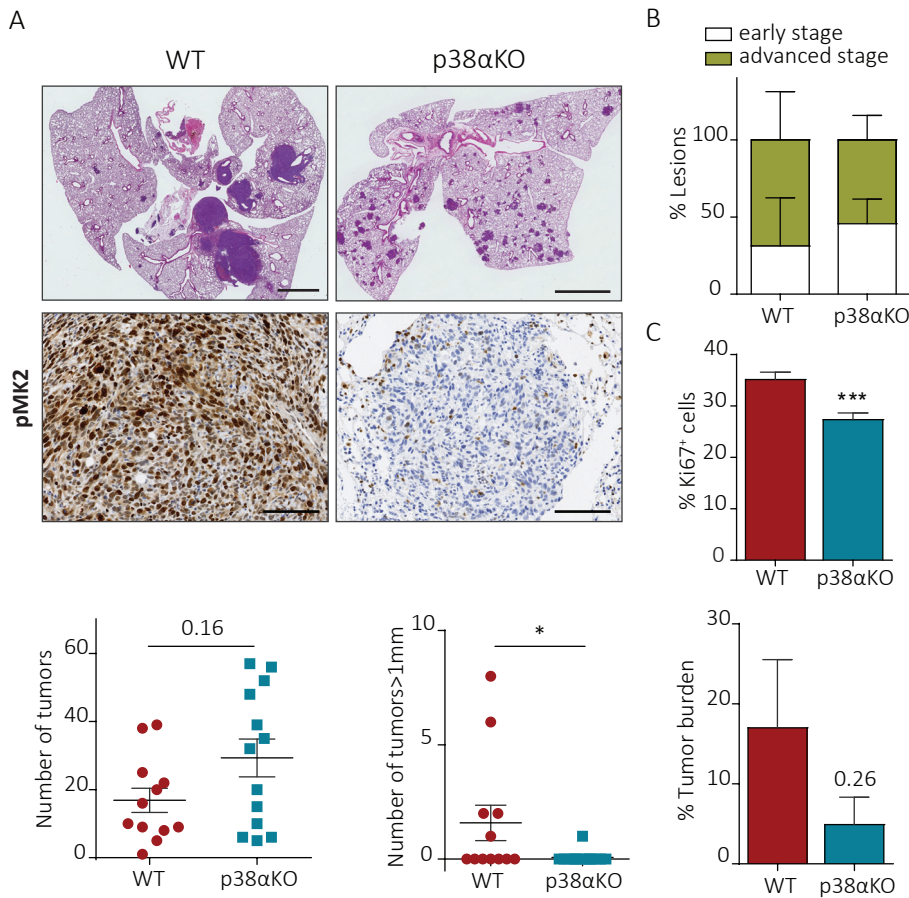 A
WT
p38αKO
pMK2
B
early stage
advanced stage
% Lesions
100
50
0
WT
p38αKO
C
% Ki67⁺ cells
40
30
20
10
0
***
WT
p38αKO
Number of tumors
60
40
20
0
0.16
WT
p38αKO
Number of tumors>1mm
10
5
0
*
WT
p38αKO
% Tumor burden
30
20
10
0
0.26
WT
p38αKO